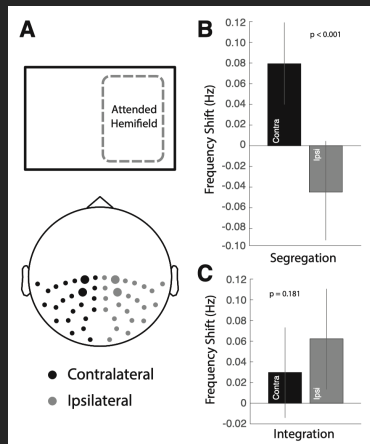 A
Attended
Hemifield
Contralateral
Ipsilateral
B
Frequency Shift (Hz)
0.12
0.10
0.08
0.06
0.04
0.02
0
-0.02
-0.04
-0.06
-0.08
-0.10
p < 0.001
Contra
Ipsi
Segregation
C
Frequency Shift (Hz)
0.12
0.10
0.08
0.06
0.04
0.02
0
-0.02
p = 0.181
Contra
Ipsi
Integration